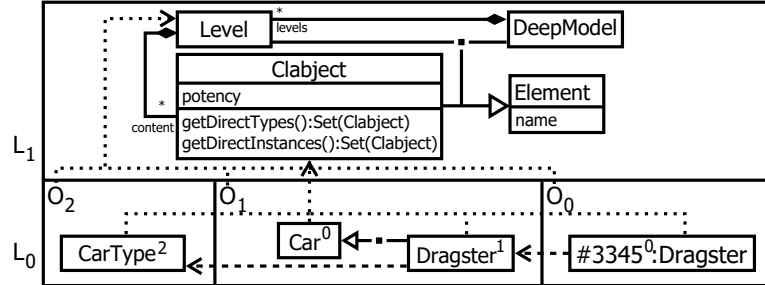 *
Level
levels
DeepModel
Clabject
potency
Element
*
name
content
getDirectTypes():Set(Clabject)
getDirectInstances():Set(Clabject)
L₁
O₂
O₁
O₀
L₀
CarType²
Car⁰
Dragster¹
#3345⁰:Dragster